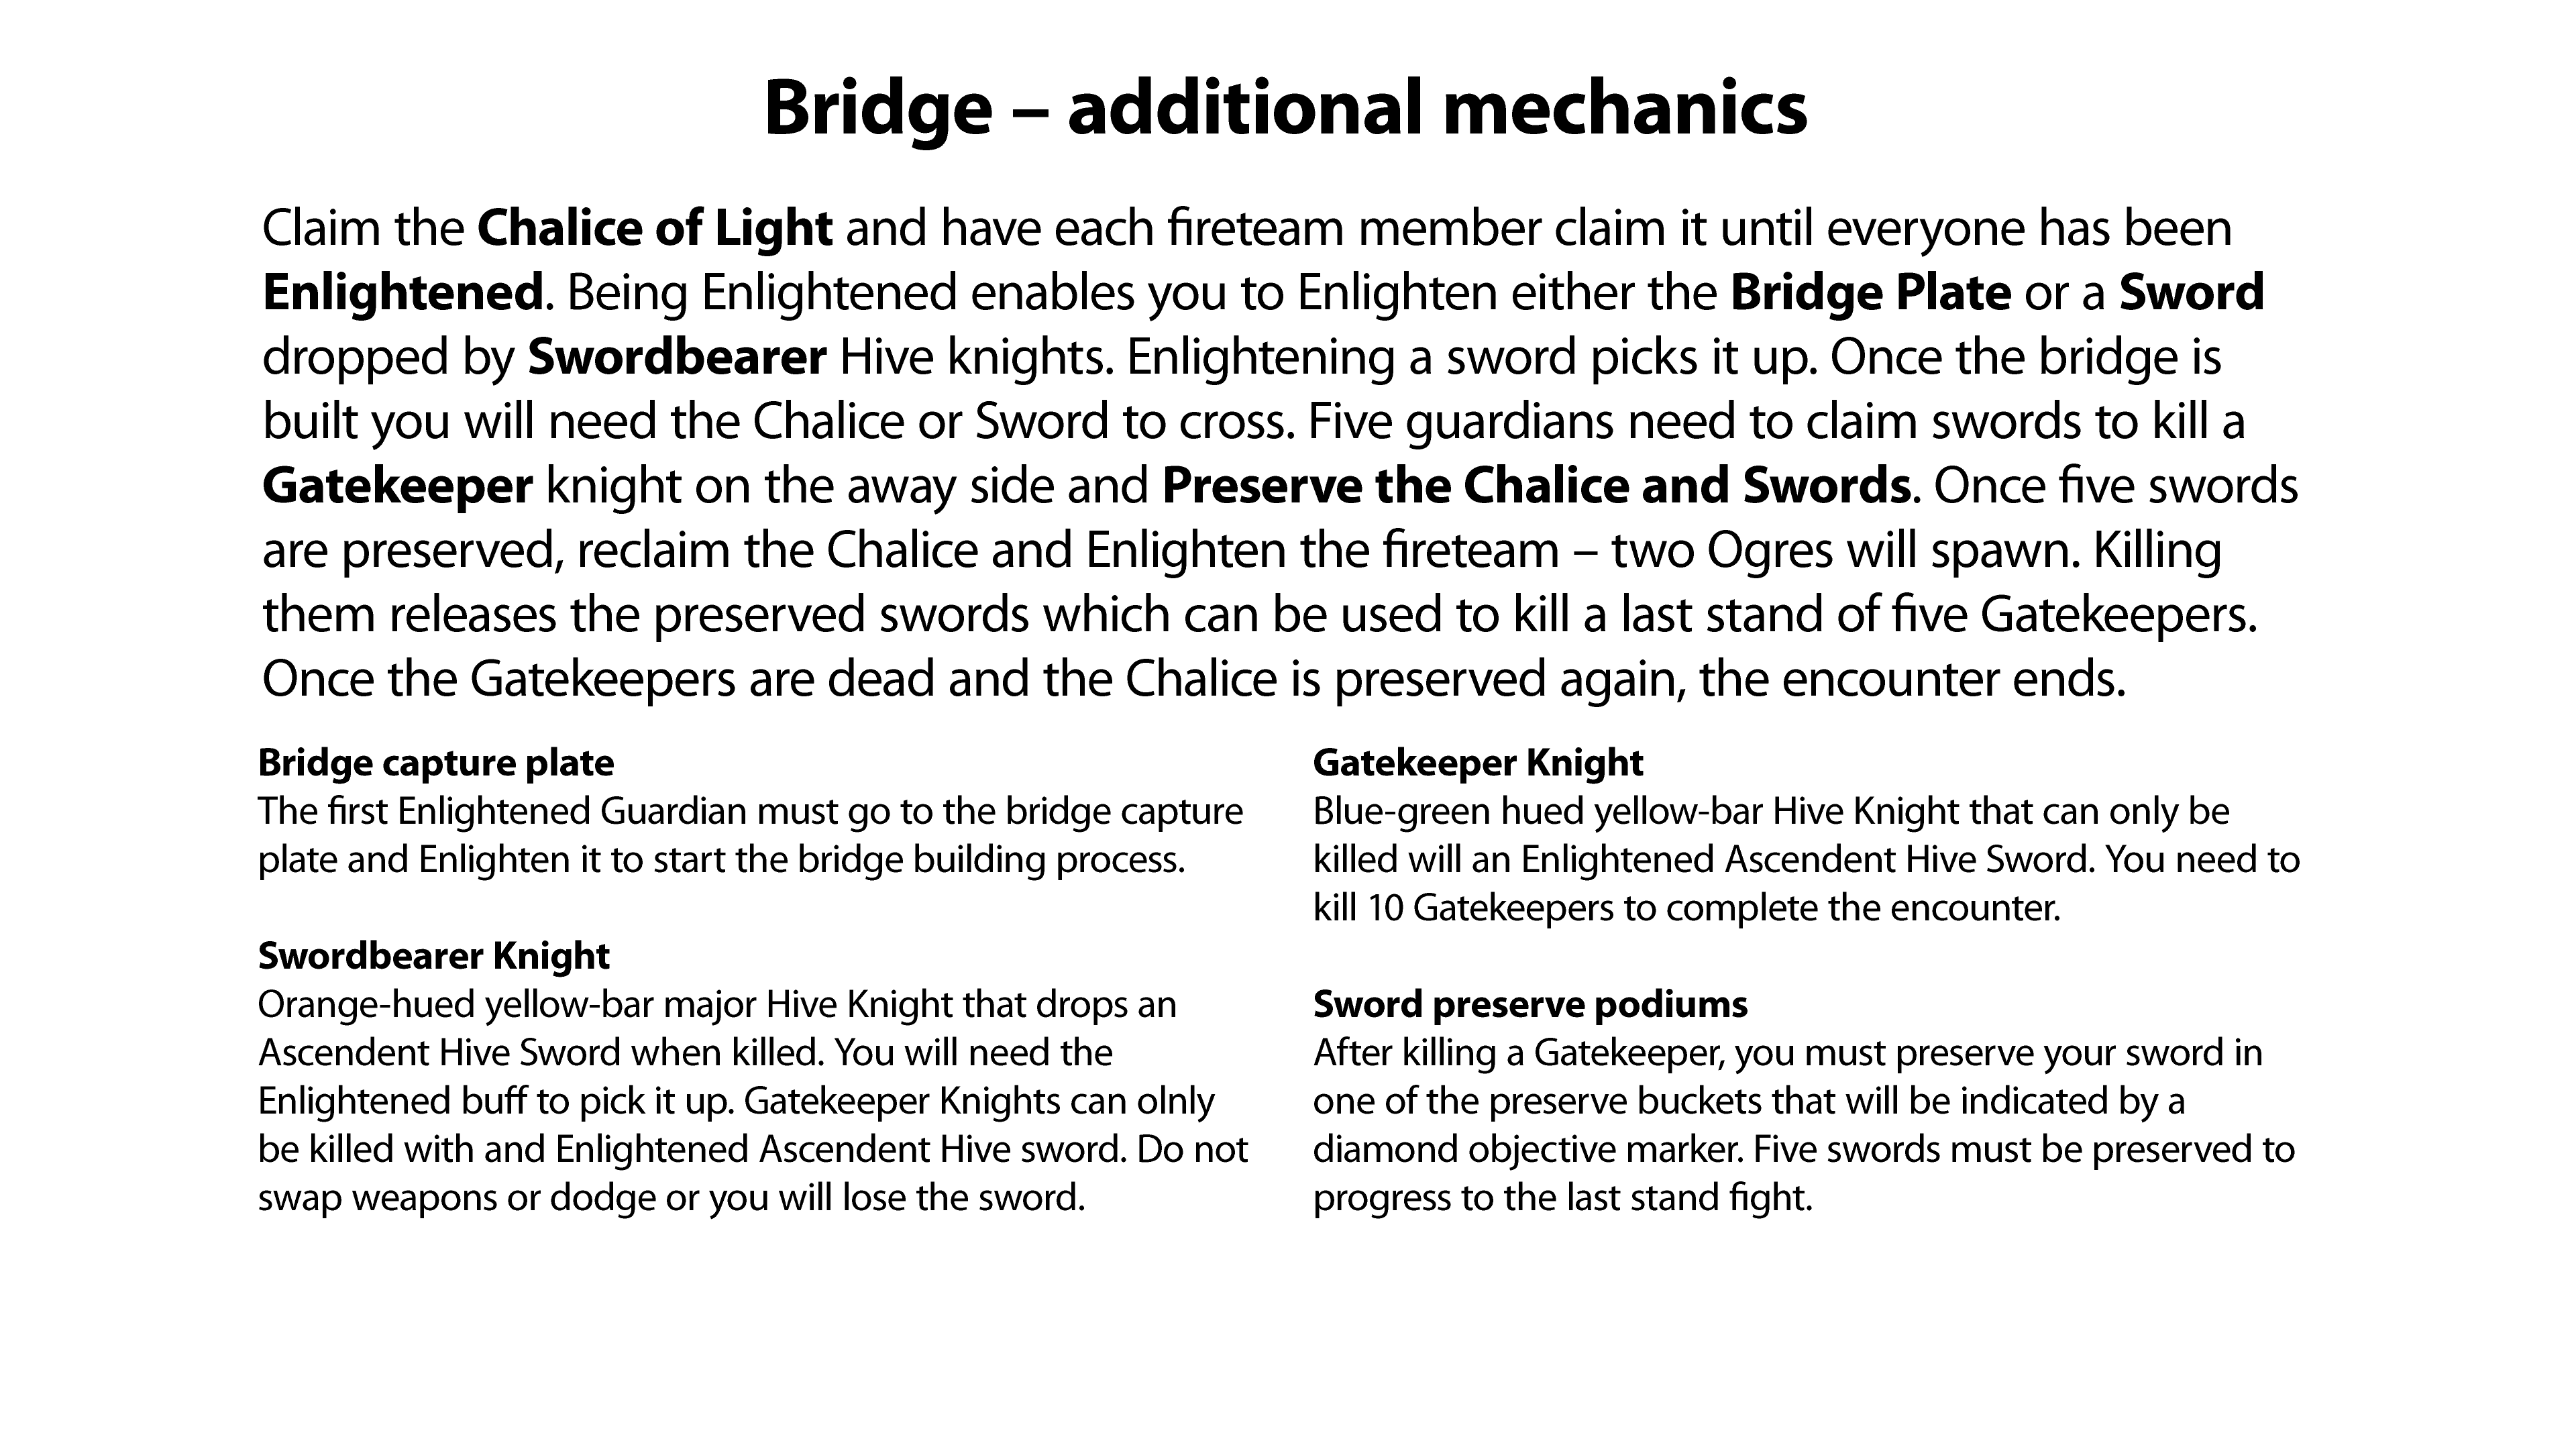 Bridge – additional mechanics
Claim the Chalice of Light and have each fireteam member claim it until everyone has been
Enlightened. Being Enlightened enables you to Enlighten either the Bridge Plate or a Sword
dropped by Swordbearer Hive knights. Enlightening a sword picks it up. Once the bridge is
built you will need the Chalice or Sword to cross. Five guardians need to claim swords to kill a
Gatekeeper knight on the away side and Preserve the Chalice and Swords. Once five swords
are preserved, reclaim the Chalice and Enlighten the fireteam – two Ogres will spawn. Killing
them releases the preserved swords which can be used to kill a last stand of five Gatekeepers.
Once the Gatekeepers are dead and the Chalice is preserved again, the encounter ends.
Bridge capture plate
The first Enlightened Guardian must go to the bridge capture
plate and Enlighten it to start the bridge building process.
Swordbearer Knight
Orange-hued yellow-bar major Hive Knight that drops an
Ascendent Hive Sword when killed. You will need the
Enlightened buff to pick it up. Gatekeeper Knights can olnly
be killed with and Enlightened Ascendent Hive sword. Do not
swap weapons or dodge or you will lose the sword.
Gatekeeper Knight
Blue-green hued yellow-bar Hive Knight that can only be
killed will an Enlightened Ascendent Hive Sword. You need to
kill 10 Gatekeepers to complete the encounter.
Sword preserve podiums
After killing a Gatekeeper, you must preserve your sword in
one of the preserve buckets that will be indicated by a
diamond objective marker. Five swords must be preserved to
progress to the last stand fight.